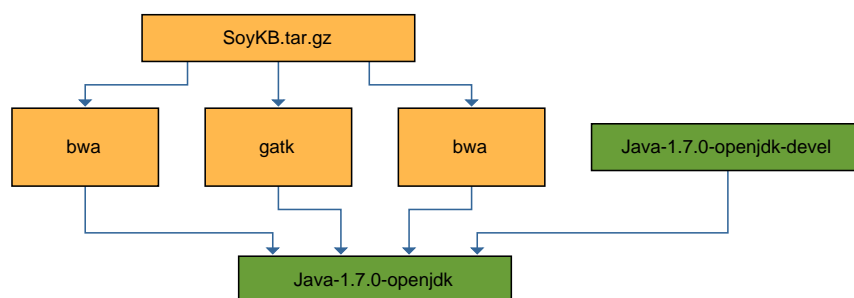 SoyKB.tar.gz
bwa
gatk
bwa
Java-1.7.0-openjdk-devel
Java-1.7.0-openjdk